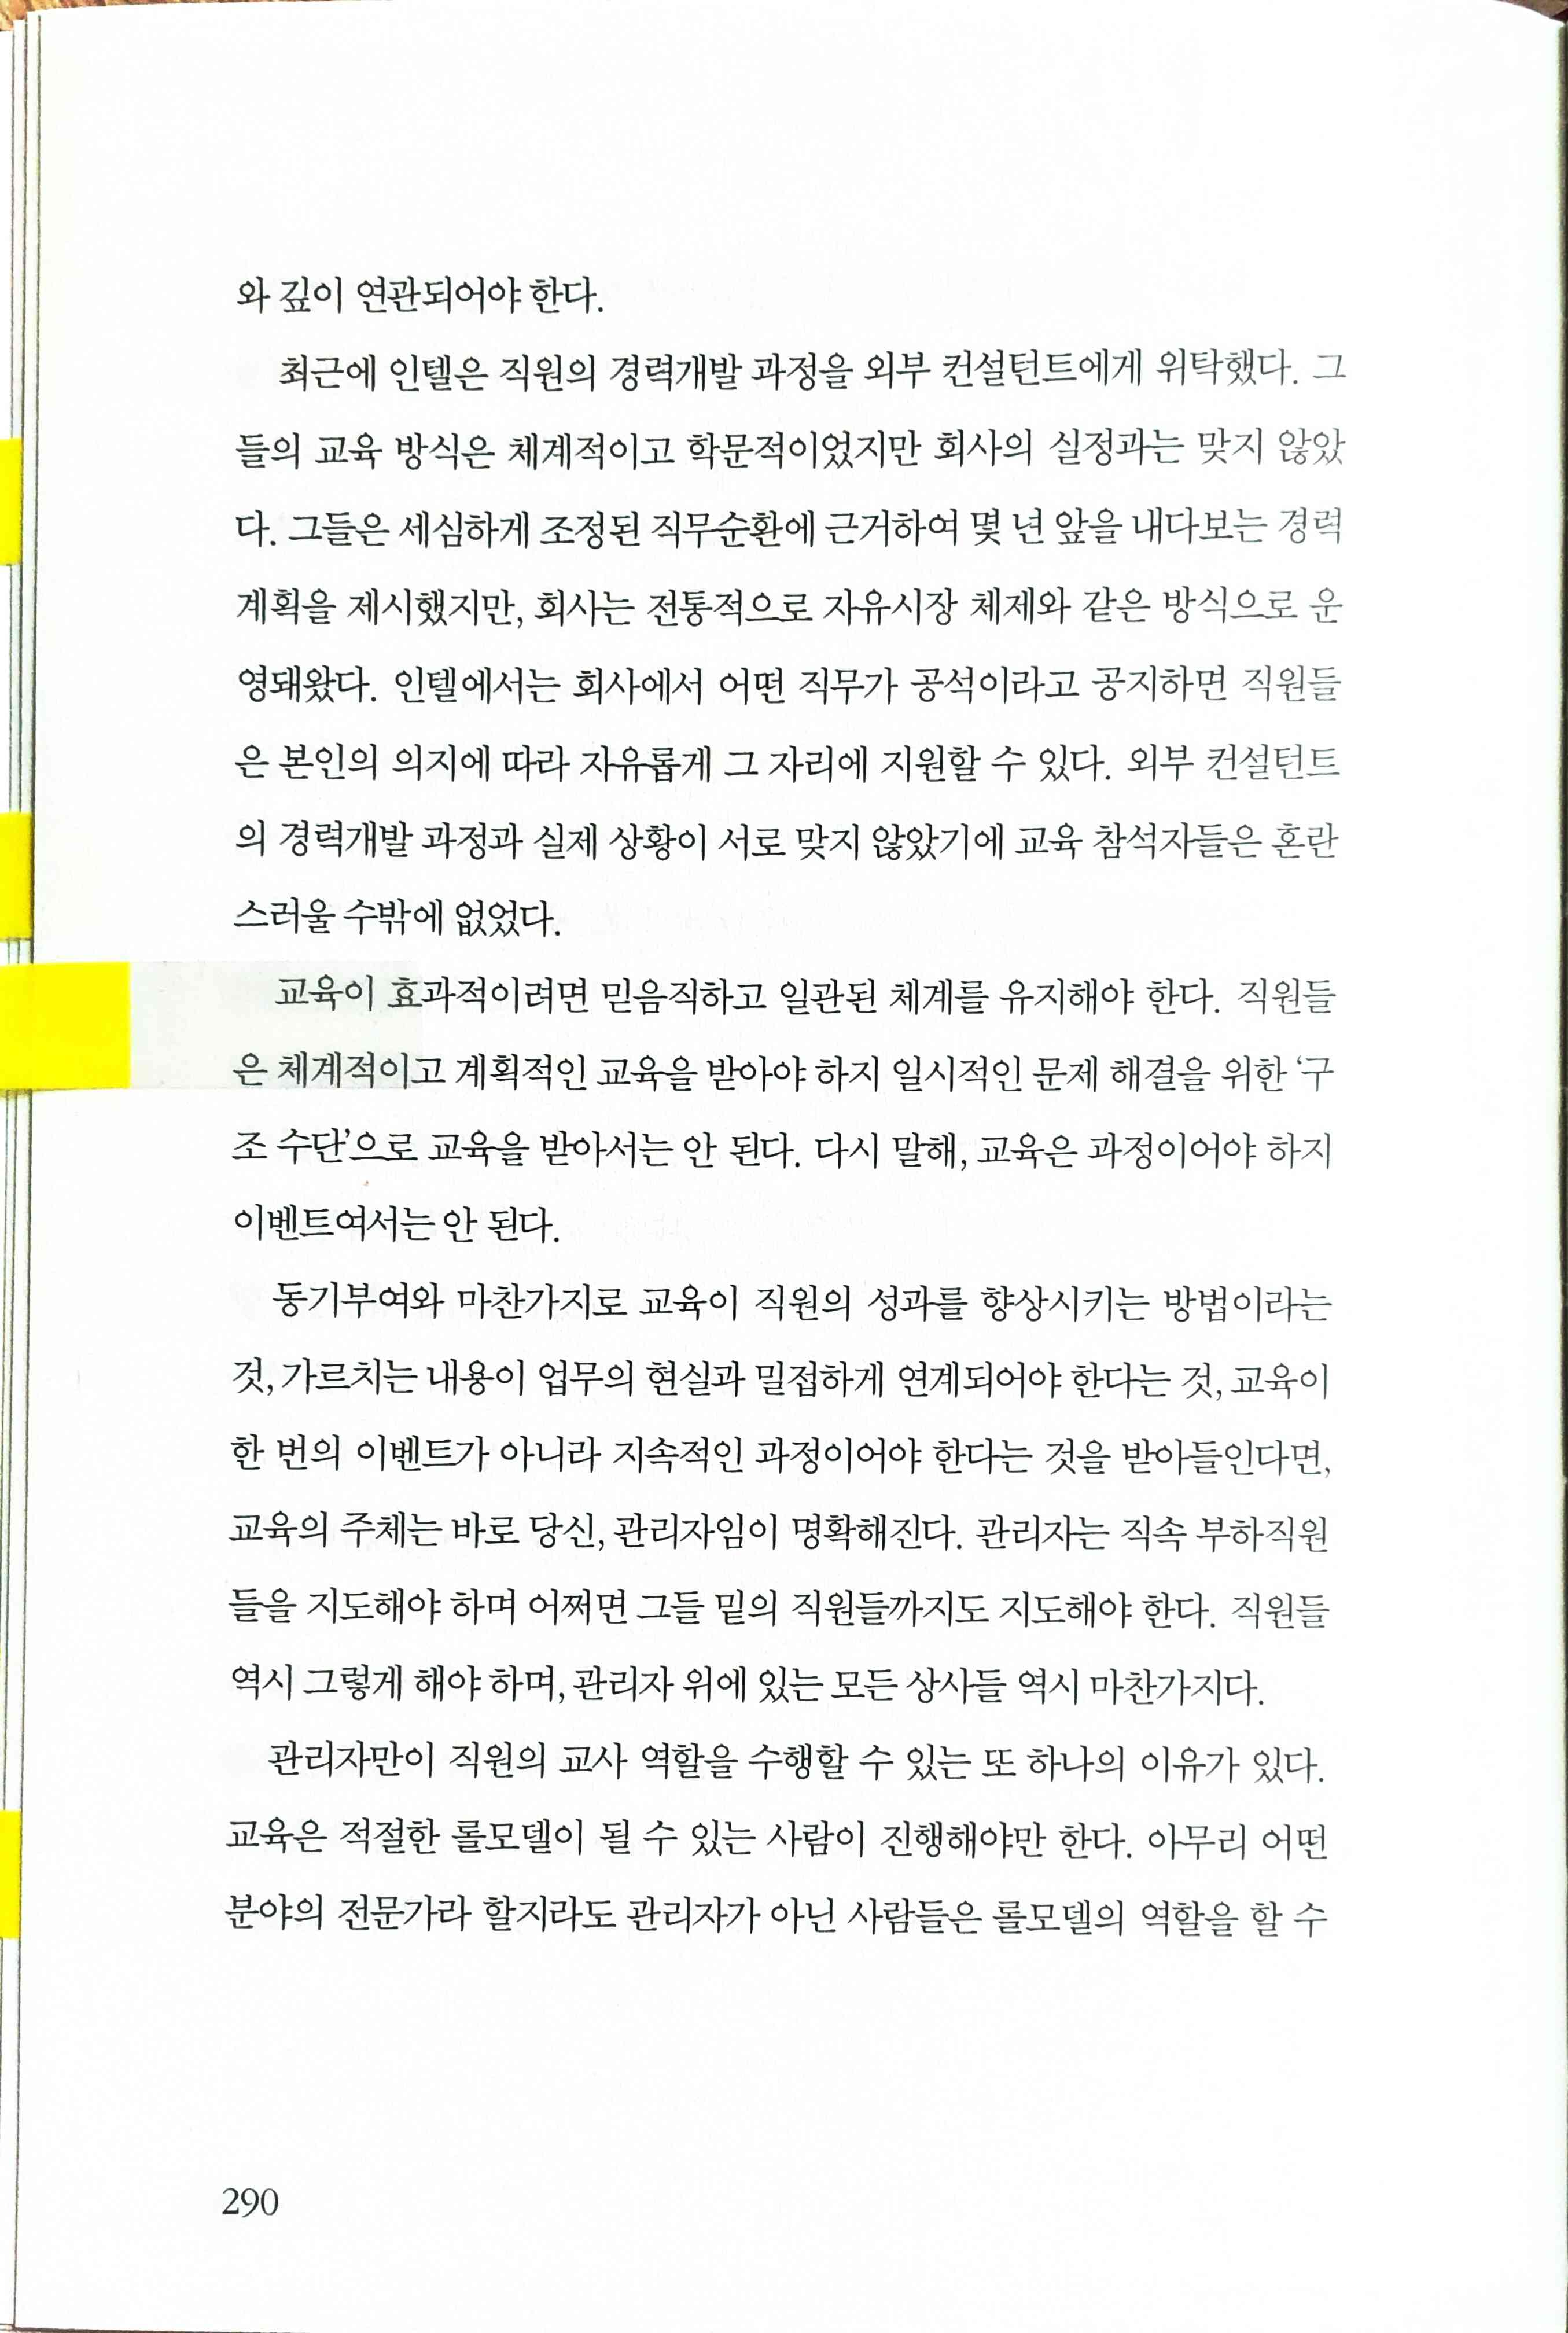 와 깊이 연관되어야 한다.
최근에 인텔은 직원의 경력개발 과정을 외부 컨설턴트에게 위탁했다. 그
들의 교육 방식은 체계적이고 학문적이었지만 회사의 실정과는 맞지 않았
다. 그들은 세심하게 조정된 직무순환에 근거하여 몇 년 앞을 내다보는 경력
계획을 제시했지만, 회사는 전통적으로 자유시장 체제와 같은 방식으로 운
영돼왔다. 인텔에서는 회사에서 어떤 직무가 공석이라고 공지하면 직원들
은 본인의 의지에 따라 자유롭게 그 자리에 지원할 수 있다. 외부 컨설턴트
의 경력개발 과정과 실제 상황이 서로 맞지 않았기에 교육 참석자들은 혼란
스러울 수밖에 없었다.
교육이 효과적이려면 믿음직하고 일관된 체계를 유지해야 한다. 직원들
은 체계적이고 계획적인 교육을 받아야 하지 일시적인 문제 해결을 위한 ‘구
조 수단’으로 교육을 받아서는 안 된다. 다시 말해, 교육은 과정이어야 하지
이벤트여서는 안 된다.
동기부여와 마찬가지로 교육이 직원의 성과를 향상시키는 방법이라는
것, 가르치는 내용이 업무의 현실과 밀접하게 연계되어야 한다는 것, 교육이
한 번의 이벤트가 아니라 지속적인 과정이어야 한다는 것을 받아들인다면,
교육의 주체는 바로 당신, 관리자임이 명확해진다. 관리자는 직속 부하직원
들을 지도해야 하며 어쩌면 그들 밑의 직원들까지도 지도해야 한다. 직원들
역시 그렇게 해야 하며, 관리자 위에 있는 모든 상사들 역시 마찬가지다.
관리자만이 직원의 교사 역할을 수행할 수 있는 또 하나의 이유가 있다.
교육은 적절한 롤모델이 될 수 있는 사람이 진행해야만 한다. 아무리 어떤
분야의 전문가라 할지라도 관리자가 아닌 사람들은 롤모델의 역할을 할 수
290